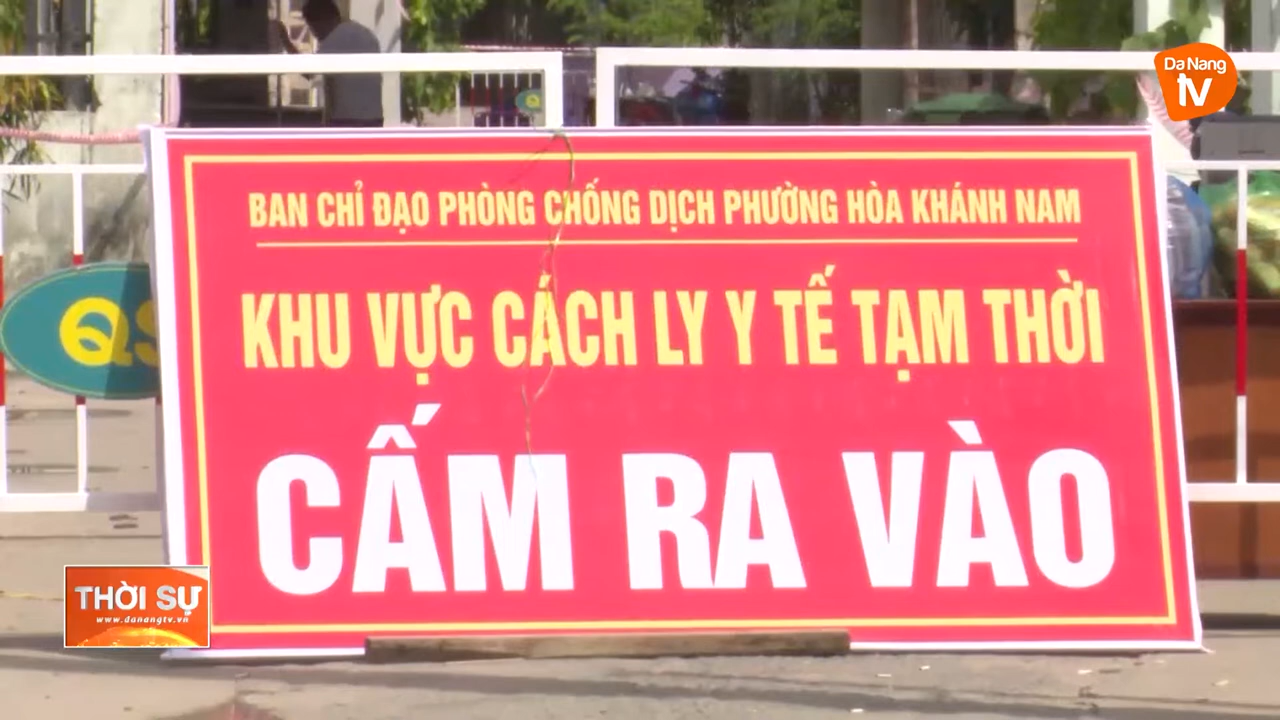 Da Nang
tv
BAN CHỈ ĐẠO PHÒNG CHỐNG DỊCH PHƯỜNG HÒA KHÁNH NAM
KHU VỰC CÁCH LY Y TẾ TẠM THỜI
QS
CẤM RA VÀO
THỜI SỰ
www.danangtv.vn